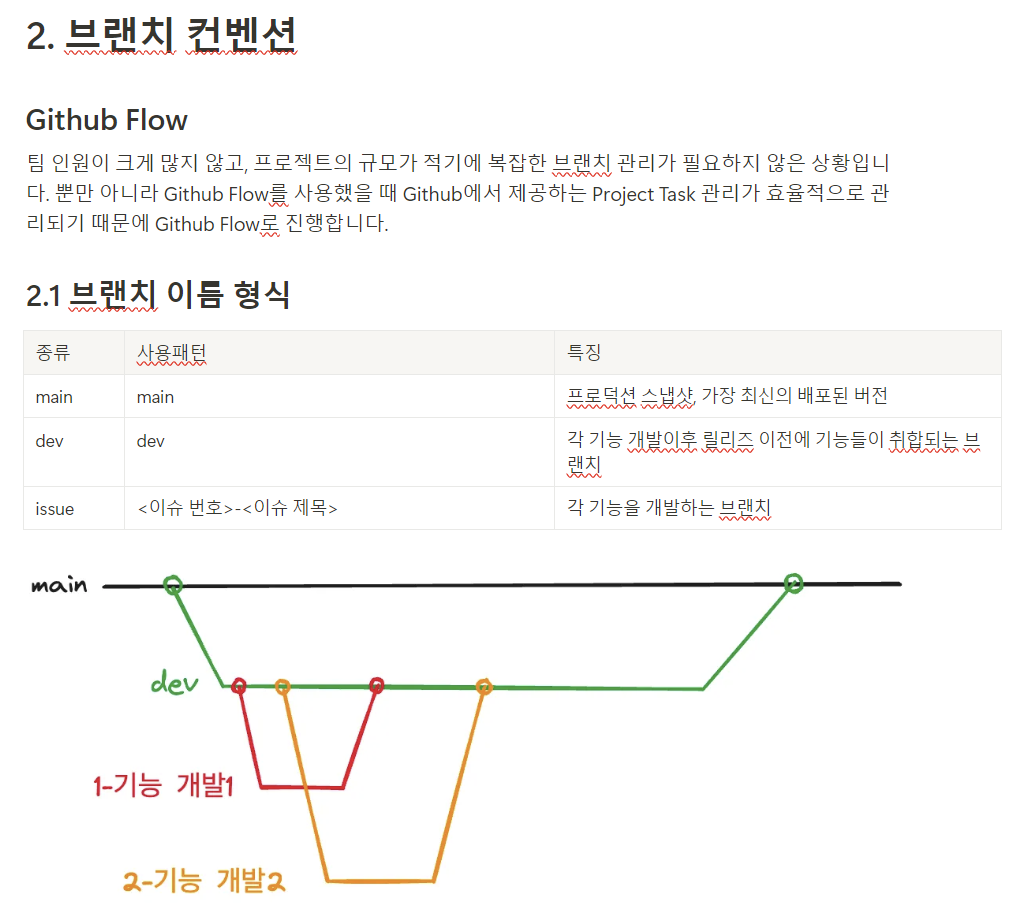 2. 브랜치 컨벤션
Github Flow
팀 인원이 크게 많지 않고, 프로젝트의 규모가 적기에 복잡한 브랜치 관리가 필요하지 않은 상황입니
다. 뿐만 아니라 Github Flow를 사용했을 때 Github에서 제공하는 Project Task 관리가 효율적으로 관
리되기 때문에 Github Flow로 진행합니다.
2.1 브랜치 이름 형식
종류 사용패턴 특징
main main 프로덕션 스냅샷, 가장 최신의 배포된 버전
dev dev 각 기능 개발이후 릴리즈 이전에 기능들이 취합되는 브
랜치
issue <이슈 번호>-<이슈 제목> 각 기능을 개발하는 브랜치
main
dev
1-기능 개발1
2-기능 개발2